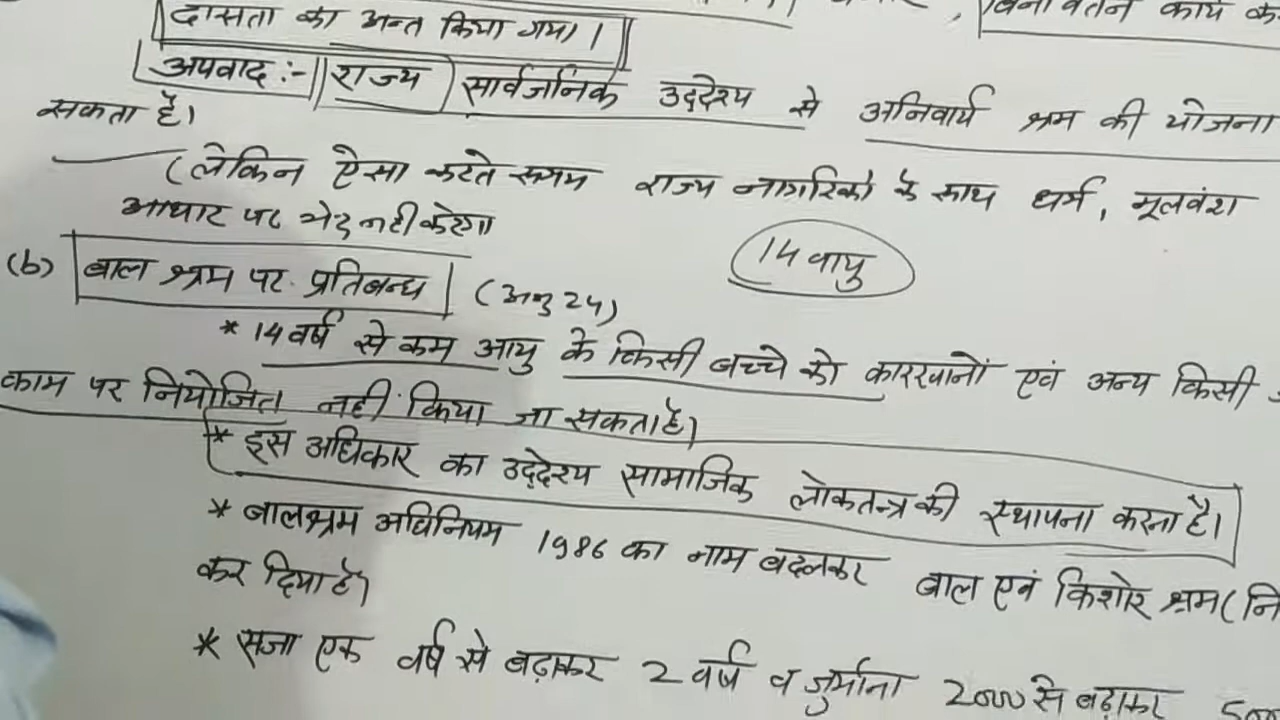 बिना वेतन कार्य
दासता का अन्त किया गया।
अपवाद :- राज्य सार्वजनिक उद्देश्य से अनिवार्य श्रम की योजना
सकता है।
(लेकिन ऐसा करते समय राज्य नागरिकों के साथ धर्म, मूलवंश
आधार पर भेद नही करेगा
14 वायु
(b) बाल श्रम पर प्रतिबन्ध (अनु 24)
* 14 वर्ष से कम आयु के किसी बच्चे को कारखानों एवं अन्य किसी
काम पर नियोजित नही किया जा सकता है।
* इस अधिकार का उद्देश्य सामाजिक लोकतन्त्र की स्थापना करना है।
* बालश्रम अधिनियम 1986 का नाम बदलकर बाल एवं किशोर श्रम (नि
कर दिया है।
* सजा एक वर्ष से बढ़ाकर 2 वर्ष व जुर्माना 20000 से बढ़ाकर